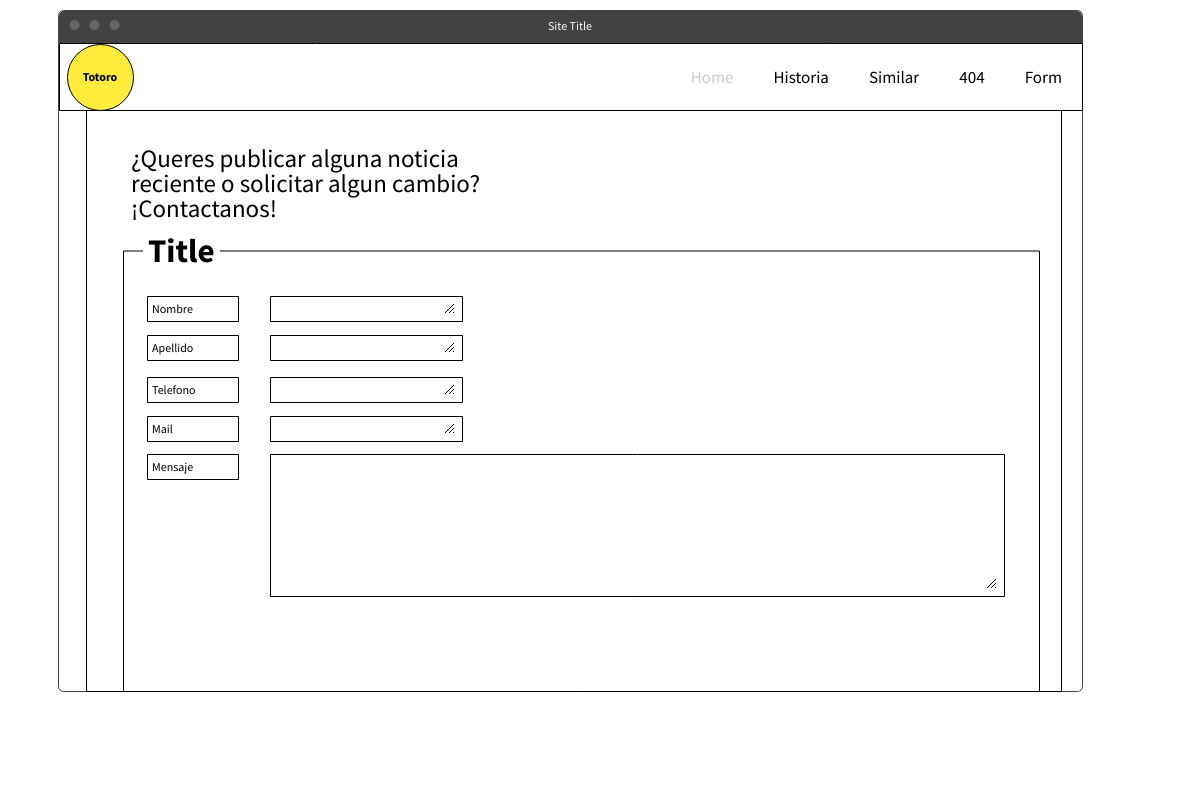 Site Title
Totoro
Home Historia Similar 404 Form
¿Queres publicar alguna noticia
reciente o solicitar algun cambio?
¡Contactanos!
Title
Nombre
Apellido
Telefono
Mail
Mensaje